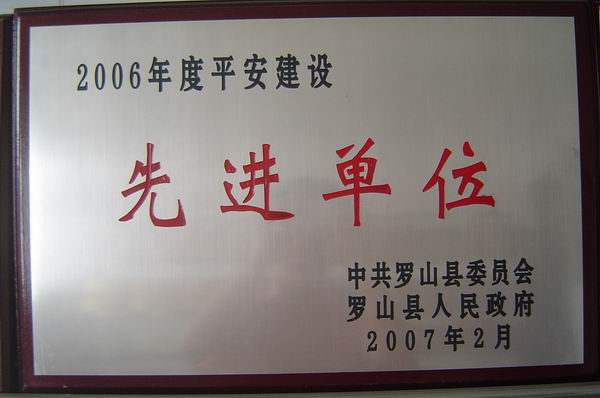 2006年度平安建设
先进单位
中共罗山县委员会
罗山县人民政府
2007年2月